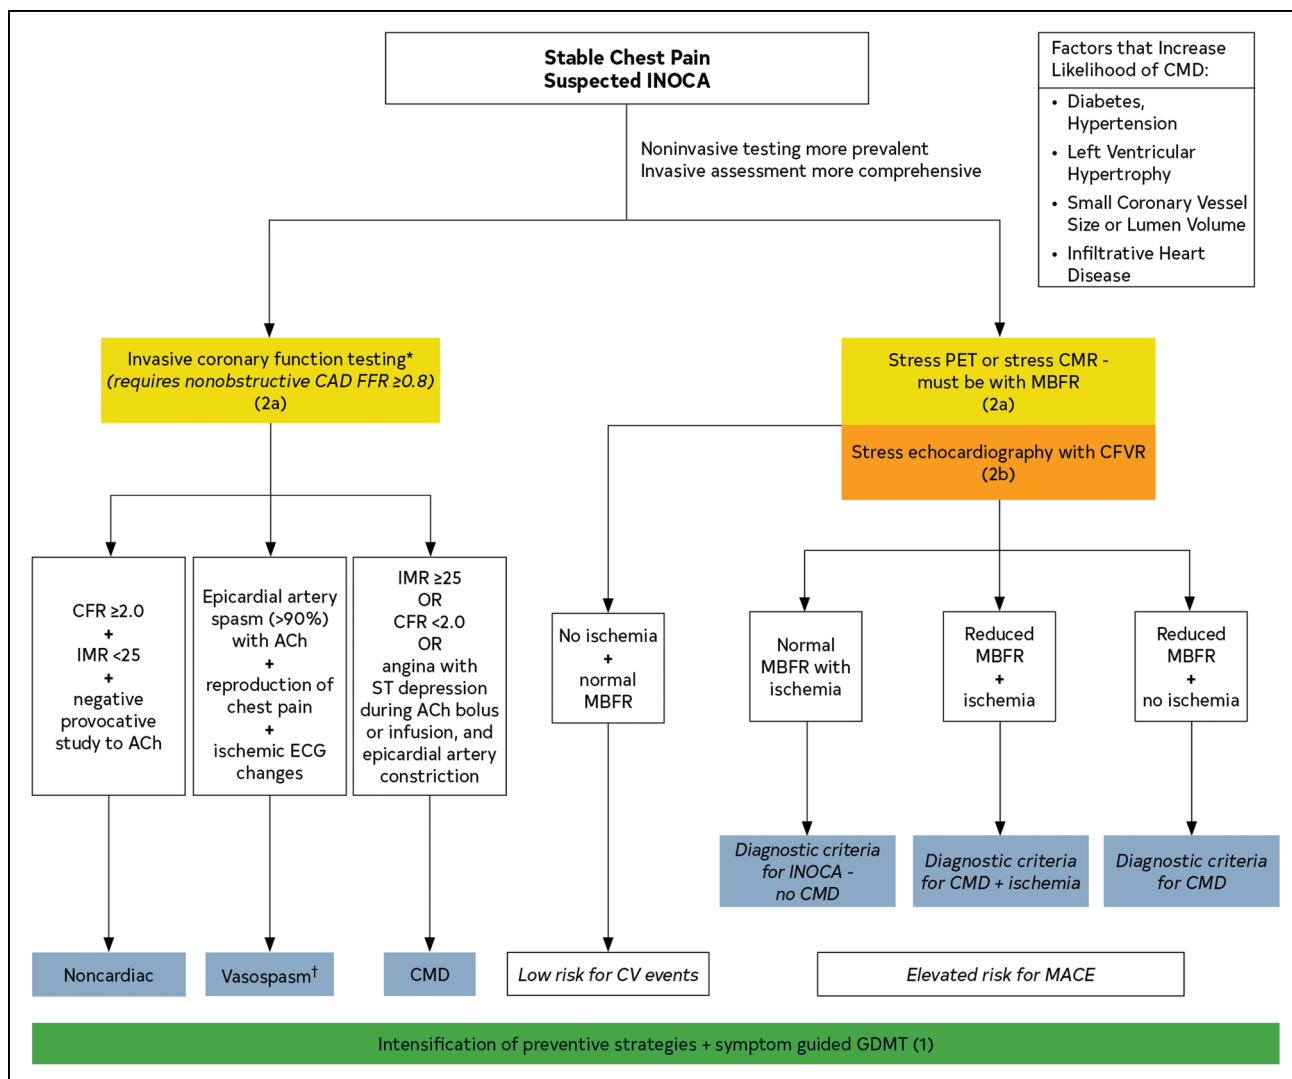 Stable Chest Pain
Suspected INOCA
Factors that Increase
Likelihood of CMD:
• Diabetes,
Hypertension
• Left Ventricular
Hypertrophy
• Small Coronary Vessel
Size or Lumen Volume
• Infiltrative Heart
Disease
Noninvasive testing more prevalent
Invasive assessment more comprehensive
Invasive coronary function testing*
(requires nonobstructive CAD FFR ≥0.8)
(2a)
Stress PET or stress CMR -
must be with MBFR
(2a)
Stress echocardiography with CFVR
(2b)
CFR ≥2.0
+
IMR <25
+
negative
provocative
study to ACh
Epicardial artery
spasm (>90%)
with ACh
+
reproduction of
chest pain
+
ischemic ECG
changes
IMR ≥25
OR
CFR <2.0
OR
angina with
ST depression
during ACh bolus
or infusion, and
epicardial artery
constriction
No ischemia
+
normal
MBFR
Normal
MBFR with
ischemia
Reduced
MBFR
+
ischemia
Reduced
MBFR
+
no ischemia
Diagnostic criteria
for INOCA -
no CMD
Diagnostic criteria
for CMD + ischemia
Diagnostic criteria
for CMD
Noncardiac
Vasospasm†
CMD
Low risk for CV events
Elevated risk for MACE
Intensification of preventive strategies + symptom guided GDMT (1)